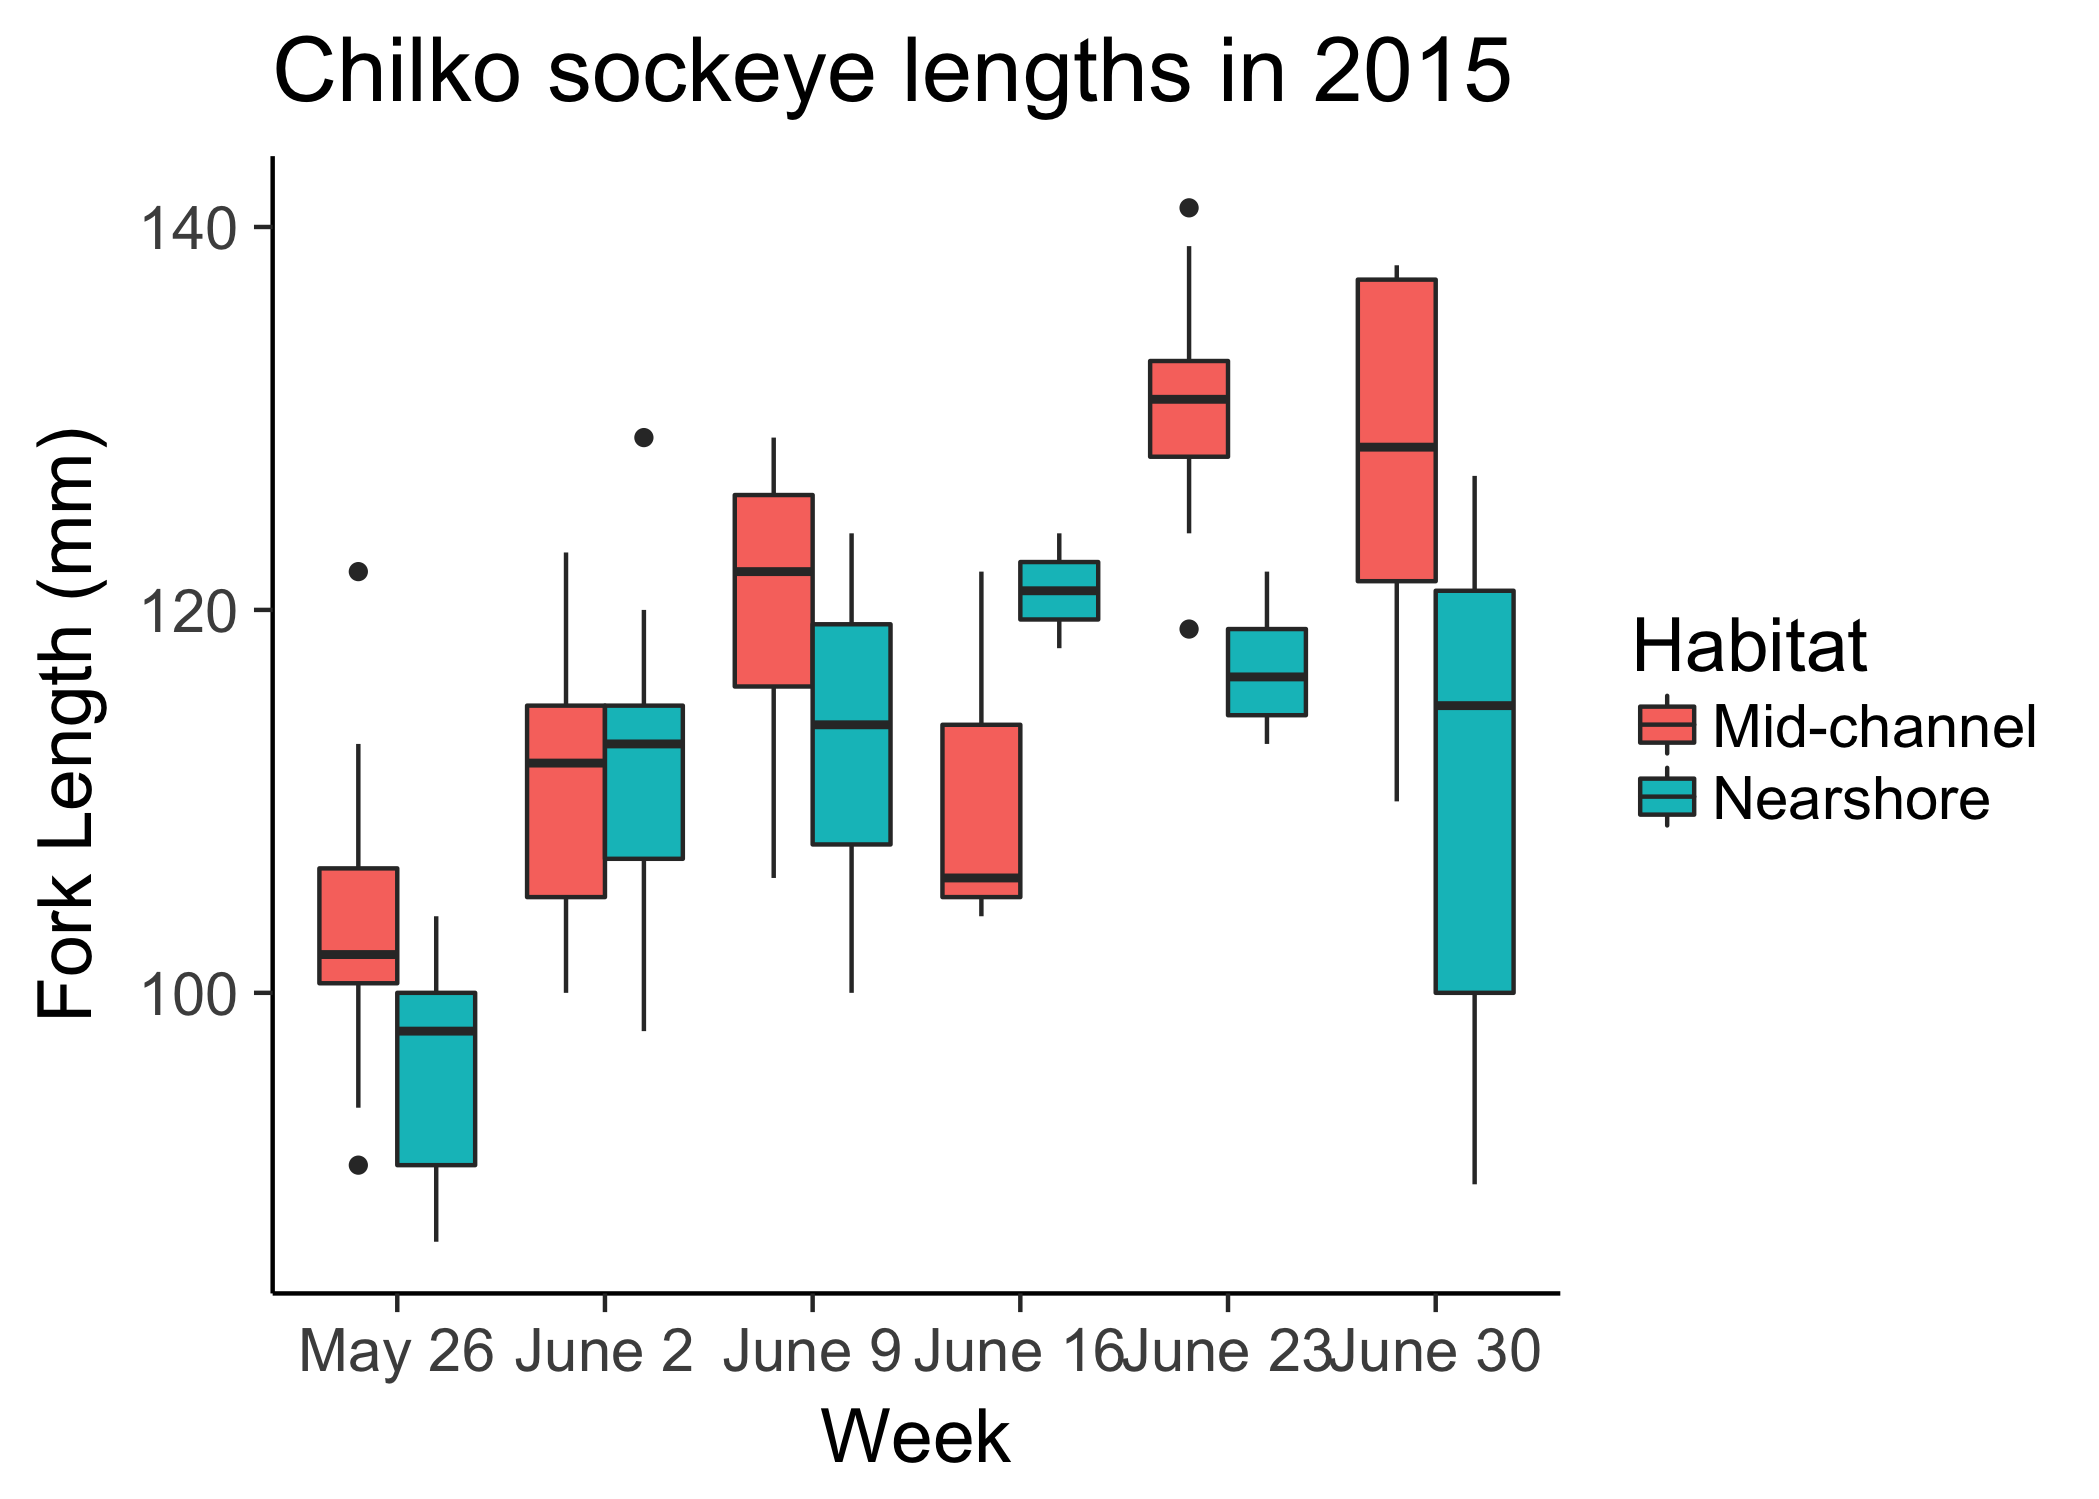 Chilko sockeye lengths in 2015
140
120
100
Fork Length (mm)
May 26 June 2 June 9 June 16 June 23 June 30
Week
Habitat
Mid-channel
Nearshore